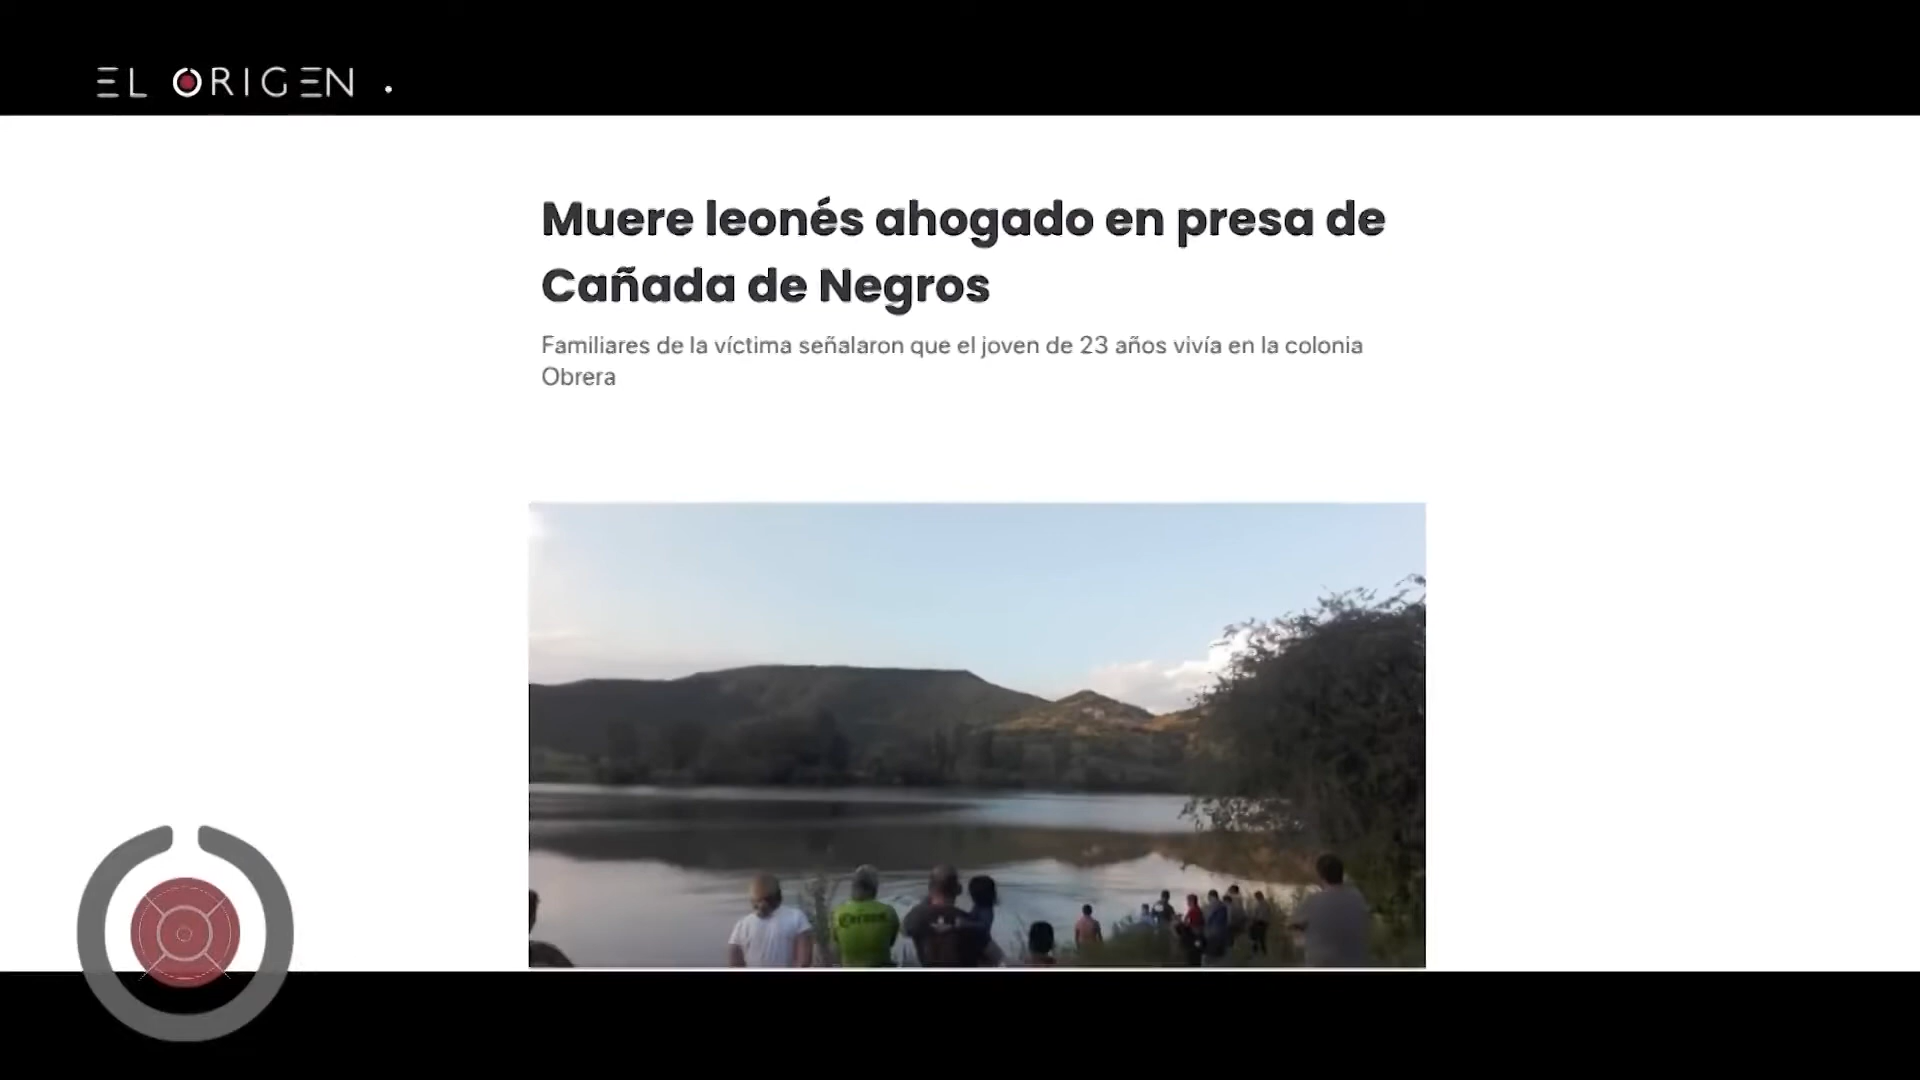 EL ORIGEN
Muere leonés ahogado en presa de
Cañada de Negros
Familiares de la víctima señalaron que el joven de 23 años vivía en la colonia
Obrera
Corona